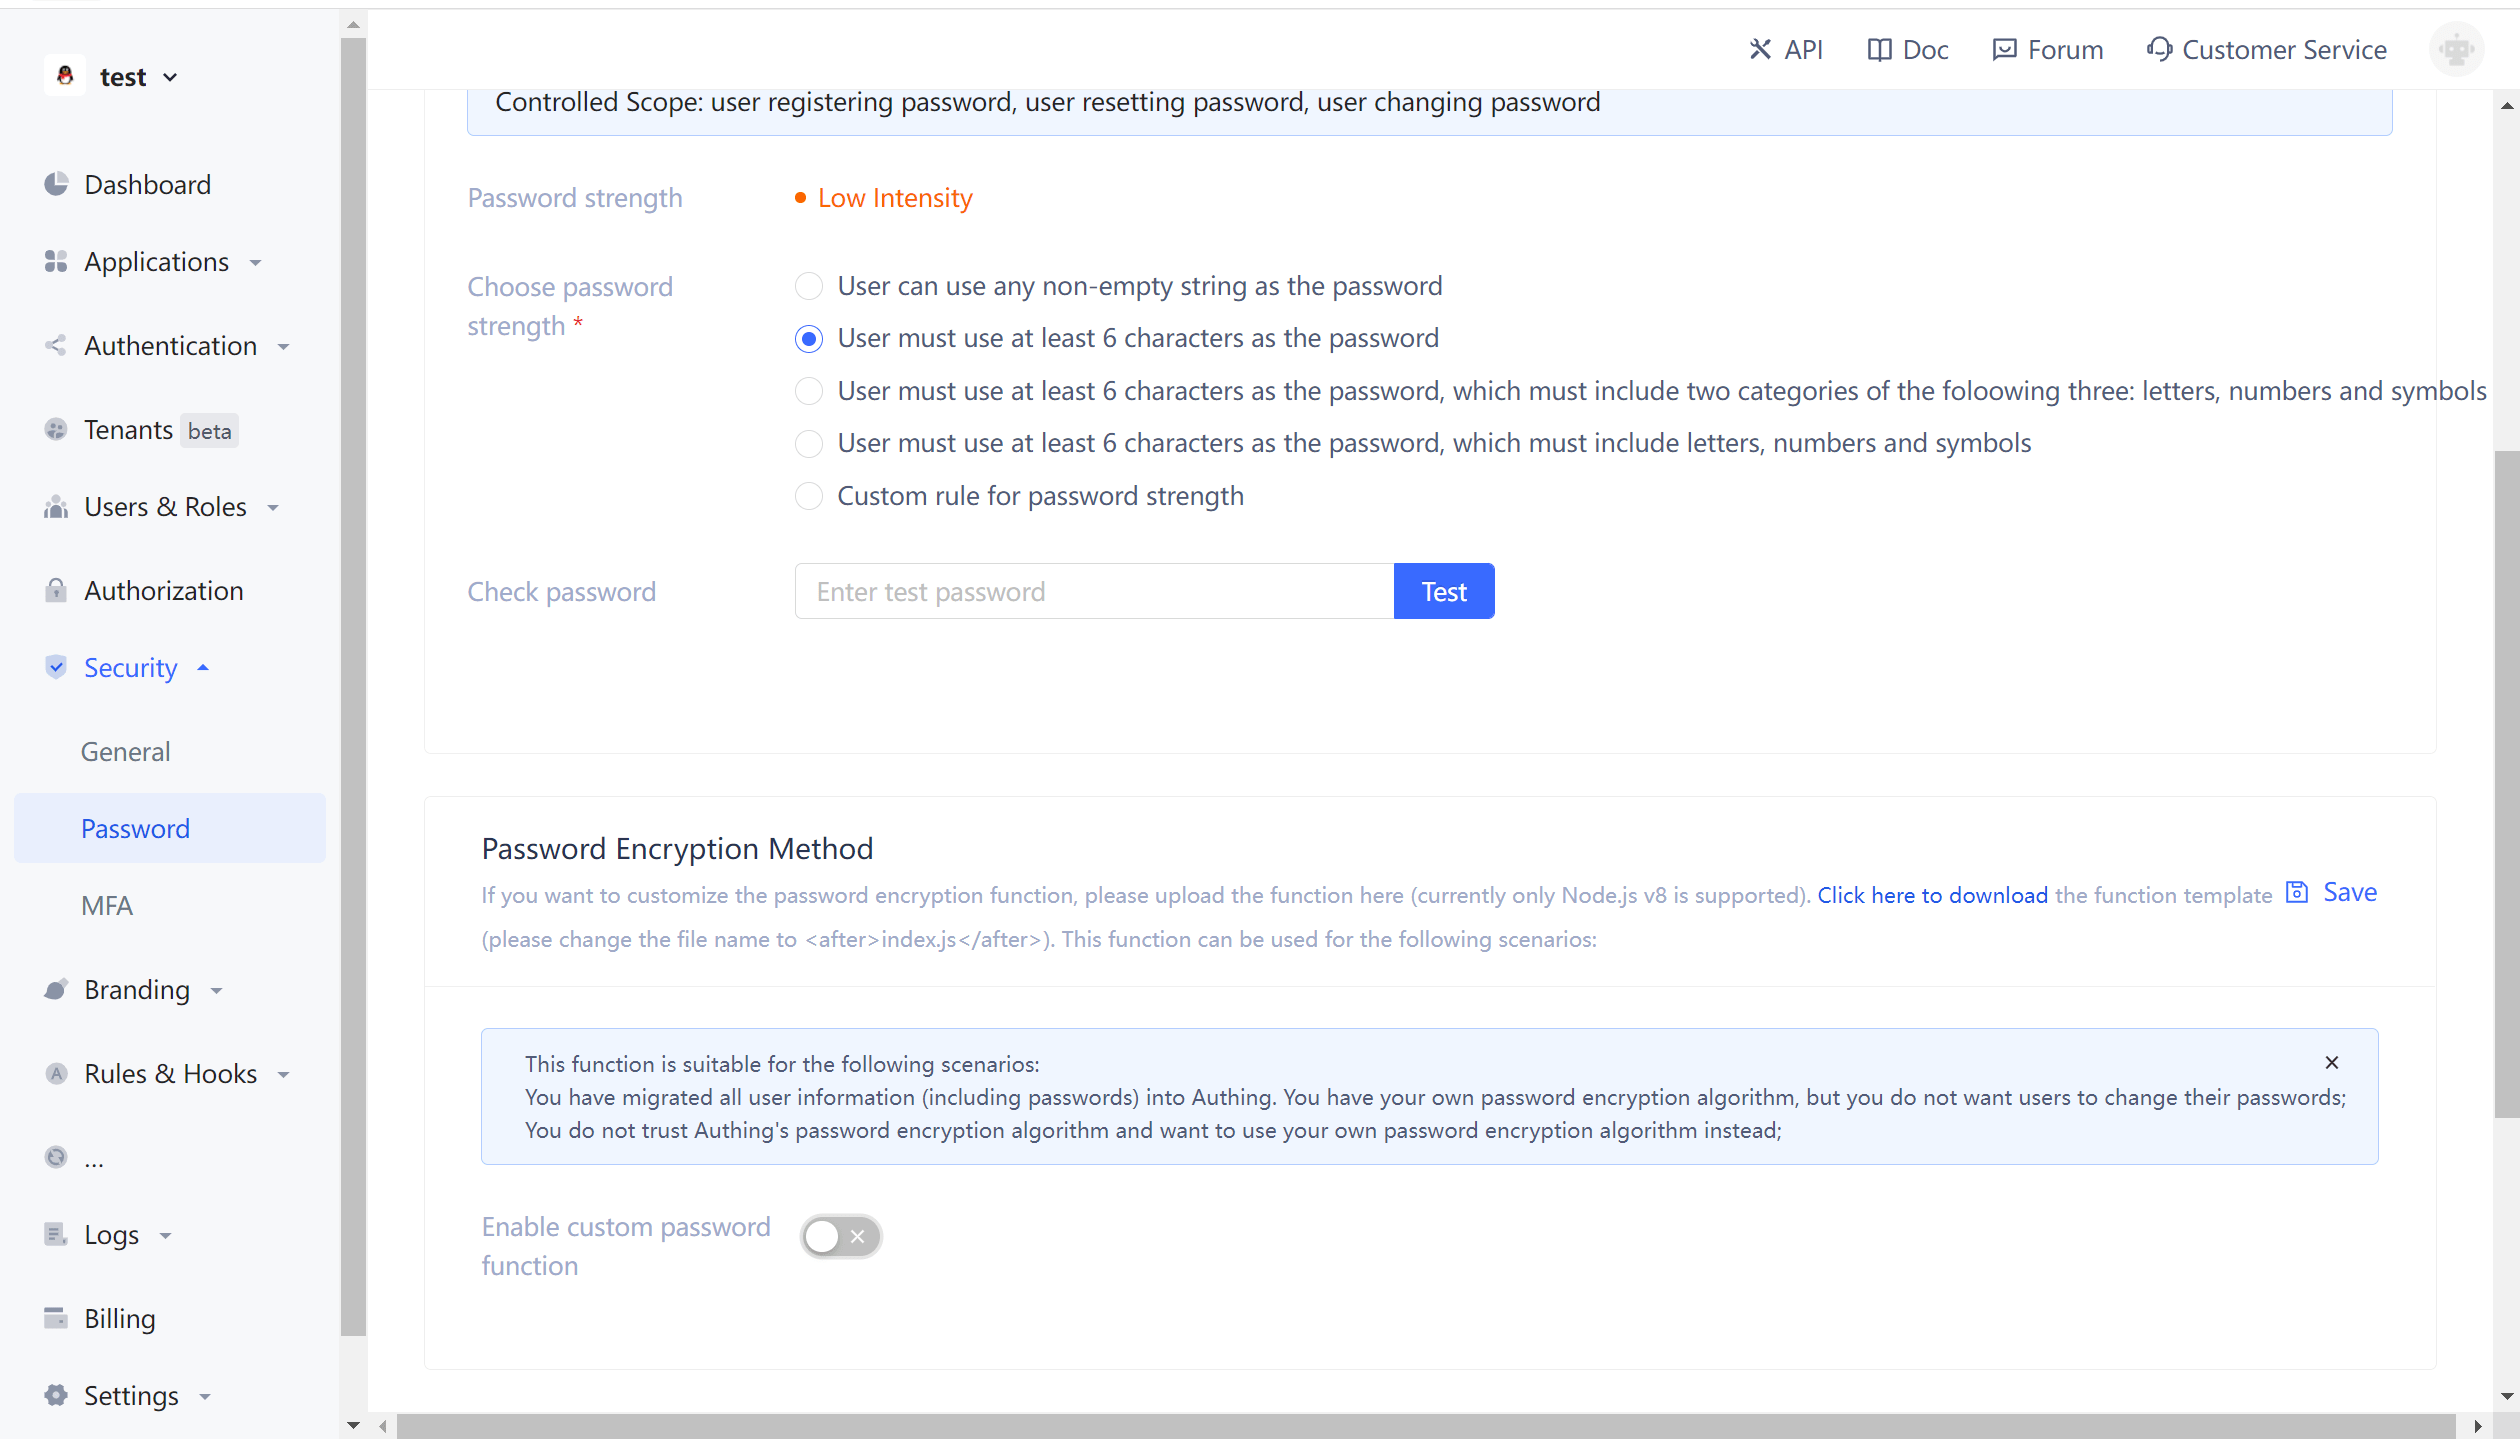 test
API
Doc
Forum
Customer Service
Dashboard
Applications
Authentication
Tenants beta
Users & Roles
Authorization
Security
General
Password
MFA
Branding
Rules & Hooks
...
Logs
Billing
Settings
Controlled Scope: user registering password, user resetting password, user changing password
Password strength
Low Intensity
Choose password
strength *
User can use any non-empty string as the password
User must use at least 6 characters as the password
User must use at least 6 characters as the password, which must include two categories of the foloowing three: letters, numbers and symbols
User must use at least 6 characters as the password, which must include letters, numbers and symbols
Custom rule for password strength
Check password
Enter test password
Test
Password Encryption Method
If you want to customize the password encryption function, please upload the function here (currently only Node.js v8 is supported). Click here to download the function template
(please change the file name to <after>index.js</after>). This function can be used for the following scenarios:
Save
This function is suitable for the following scenarios:
You have migrated all user information (including passwords) into Authing. You have your own password encryption algorithm, but you do not want users to change their passwords;
You do not trust Authing's password encryption algorithm and want to use your own password encryption algorithm instead;
Enable custom password
function